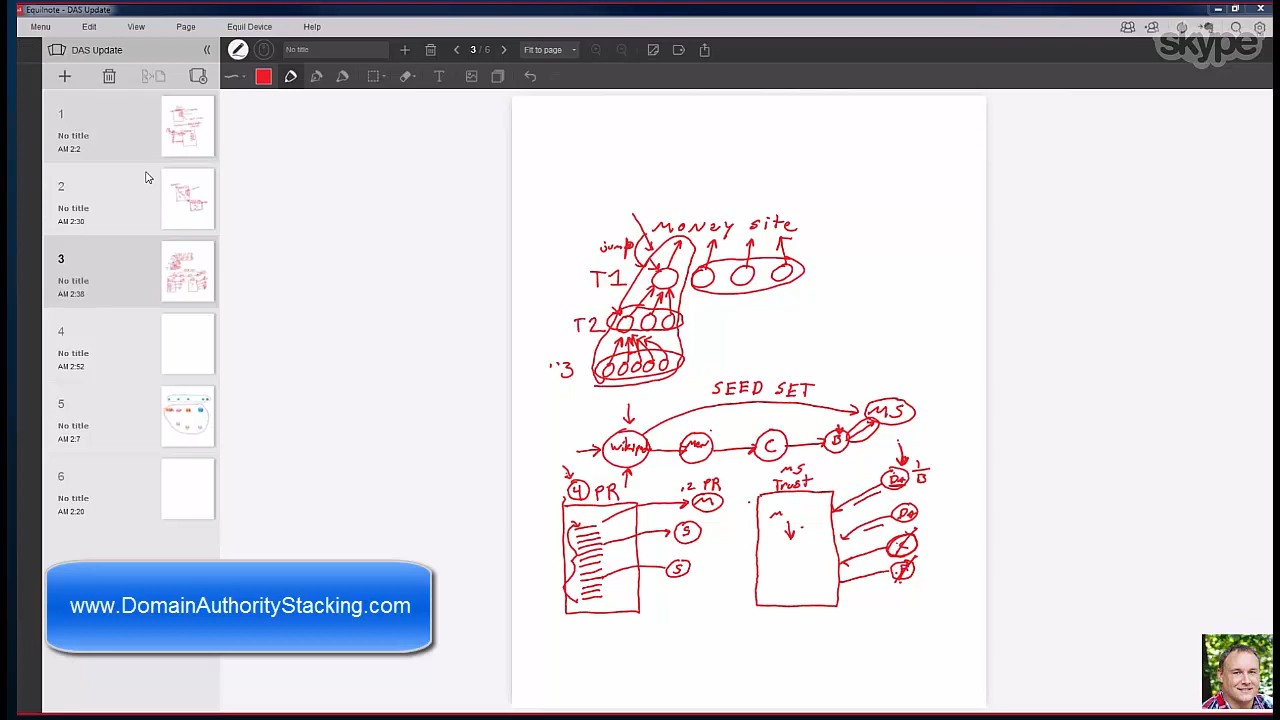 Equilnote - DAS Update
Menu Edit View Page Equil Device Help
skype
DAS Update No title 3 / 6 Fit to page
1
No title
AM 2:2
2
No title
AM 2:30
3
No title
AM 2:38
4
No title
AM 2:52
5
No title
AM 2:7
6
No title
AM 2:20
MONEY site
jump
T1
T2
3
SEED SET
MS
C
B
MS
Trust
4 PR
.2 PR
M
S
S
M
www.DomainAuthorityStacking.com